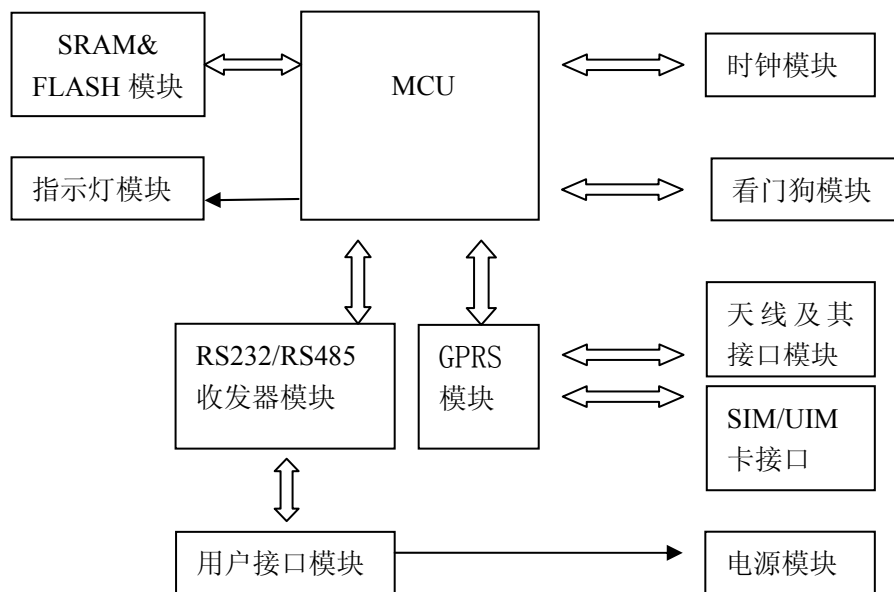 SRAM&
FLASH 模块
MCU
时钟模块
指示灯模块
看门狗模块
RS232/RS485
收发器模块
GPRS
模块
天线及其
接口模块
SIM/UIM
卡接口
用户接口模块
电源模块